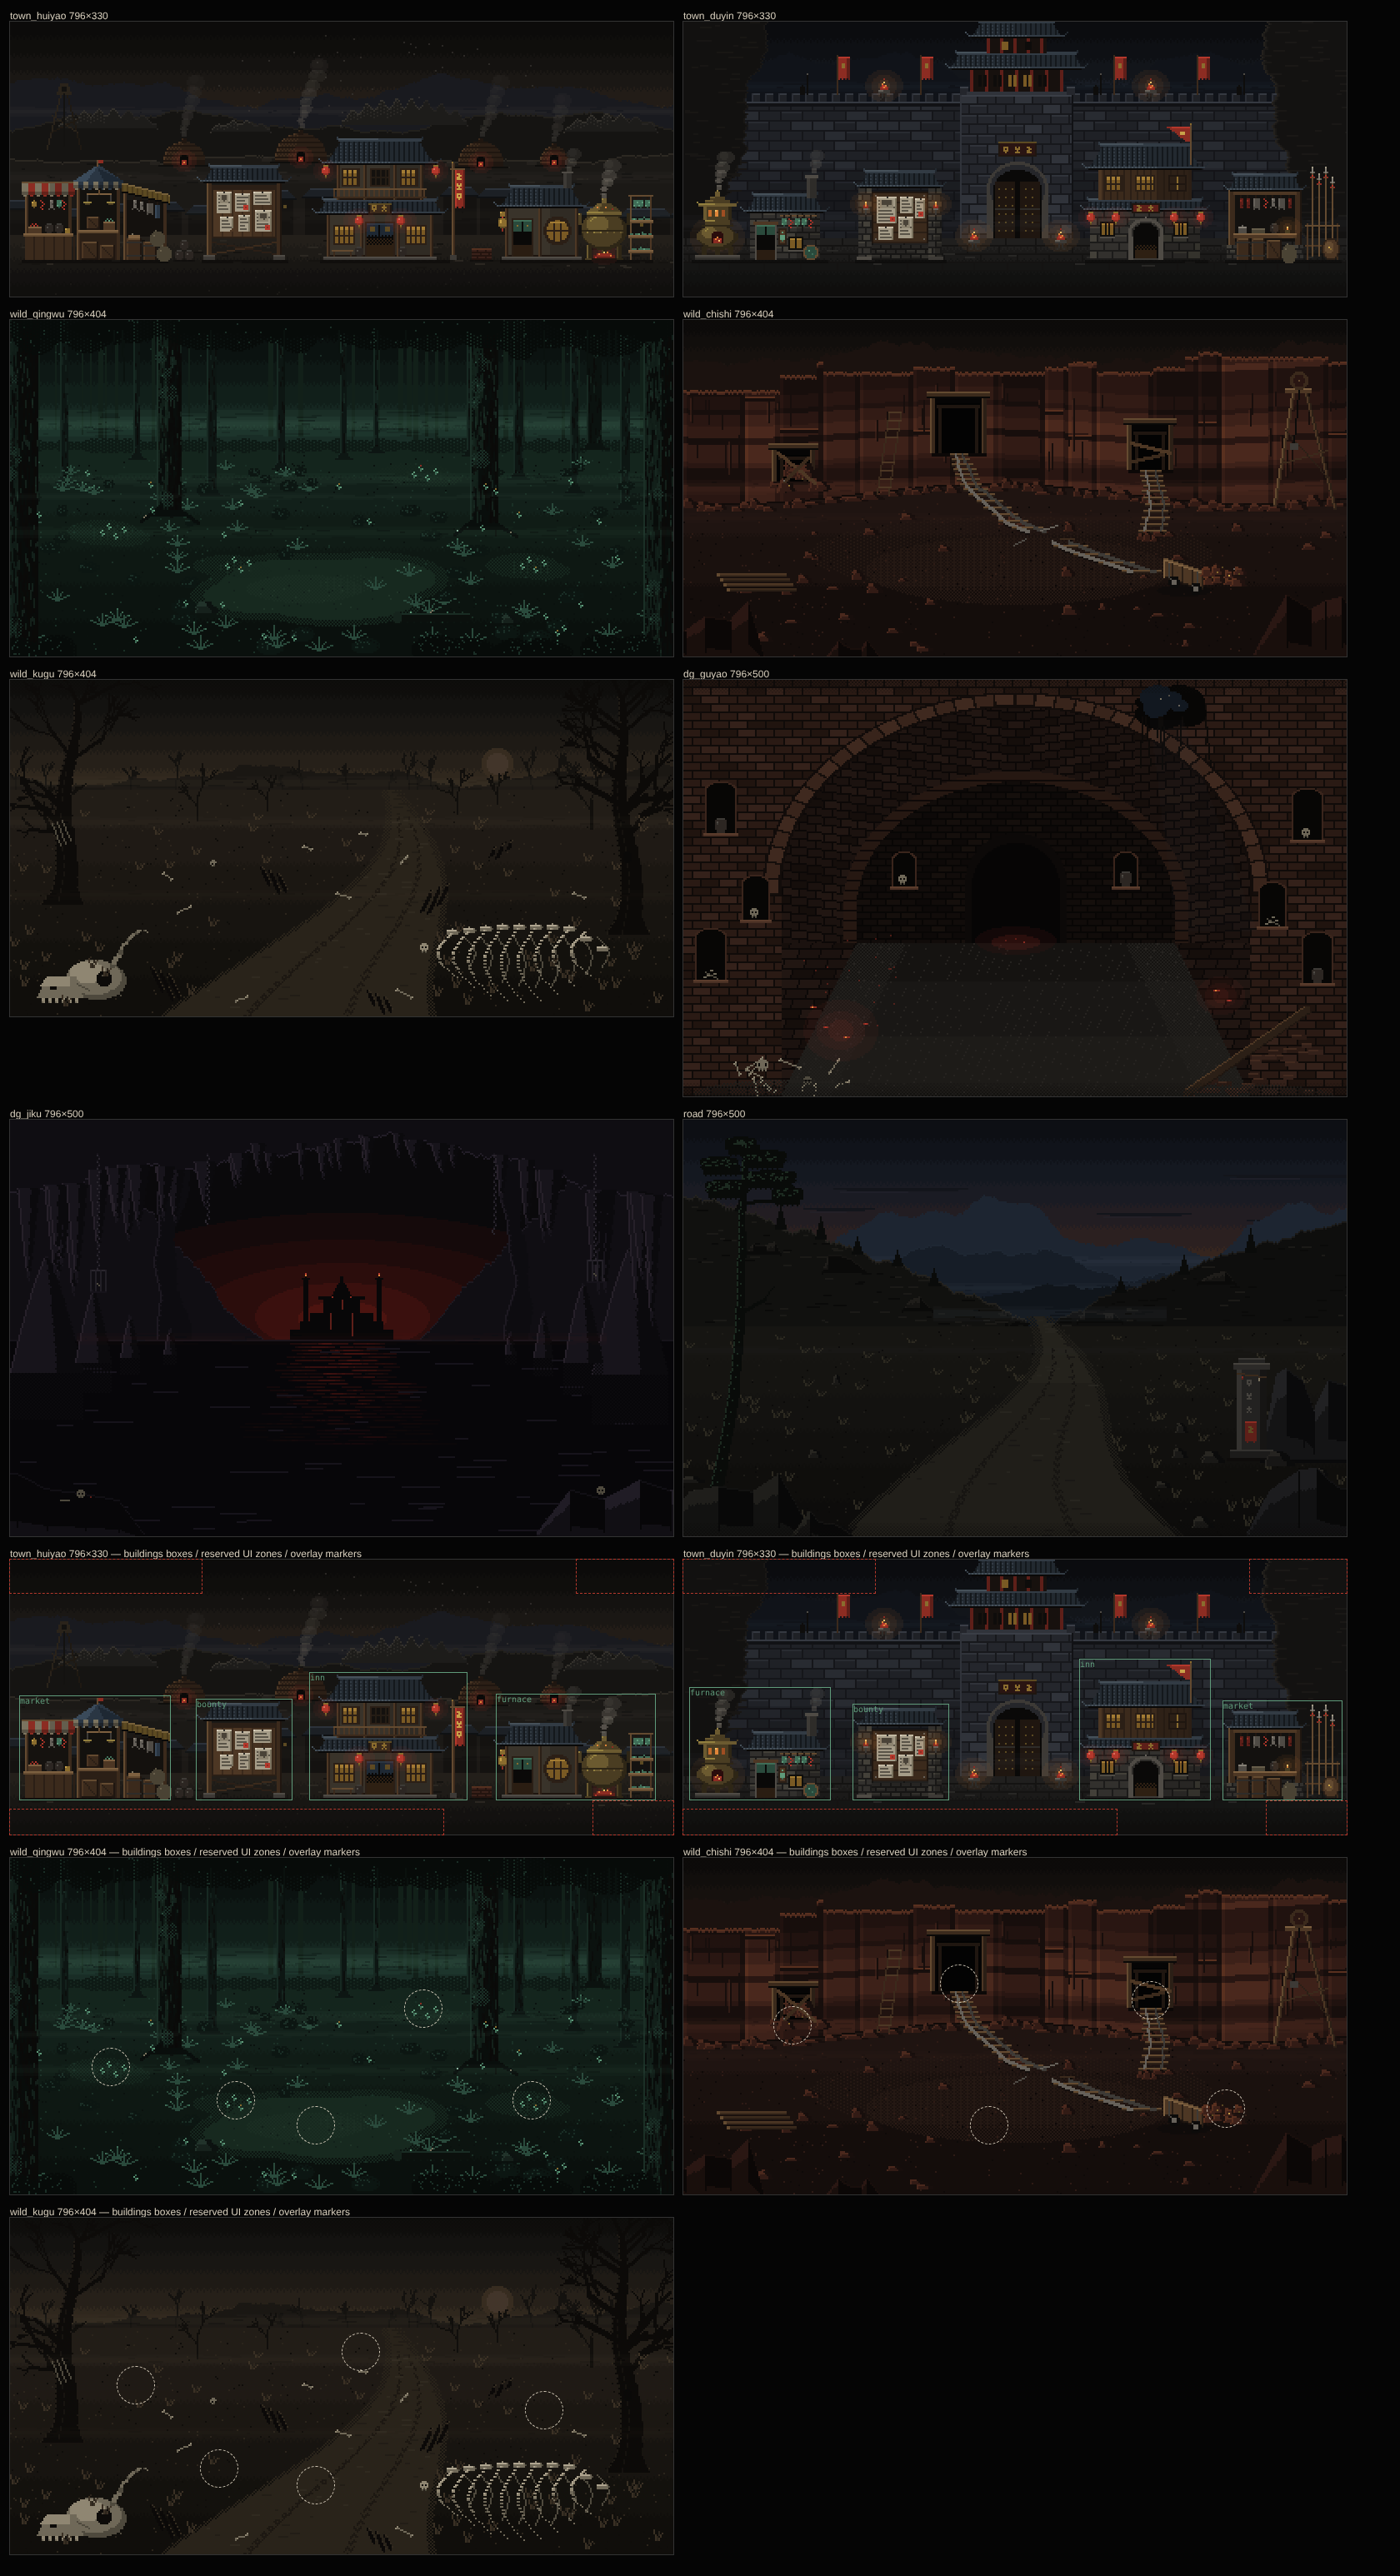 town_huiyao 796×330
town_duyin 796×330
wild_qingwu 796×404
wild_chishi 796×404
wild_kugu 796×404
dg_guyao 796×500
dg_jiku 796×500
road 796×500
town_huiyao 796×330 — buildings boxes / reserved UI zones / overlay markers
market
bounty
inn
furnace
town_duyin 796×330 — buildings boxes / reserved UI zones / overlay markers
furnace
bounty
inn
market
wild_qingwu 796×404 — buildings boxes / reserved UI zones / overlay markers
wild_chishi 796×404 — buildings boxes / reserved UI zones / overlay markers
wild_kugu 796×404 — buildings boxes / reserved UI zones / overlay markers